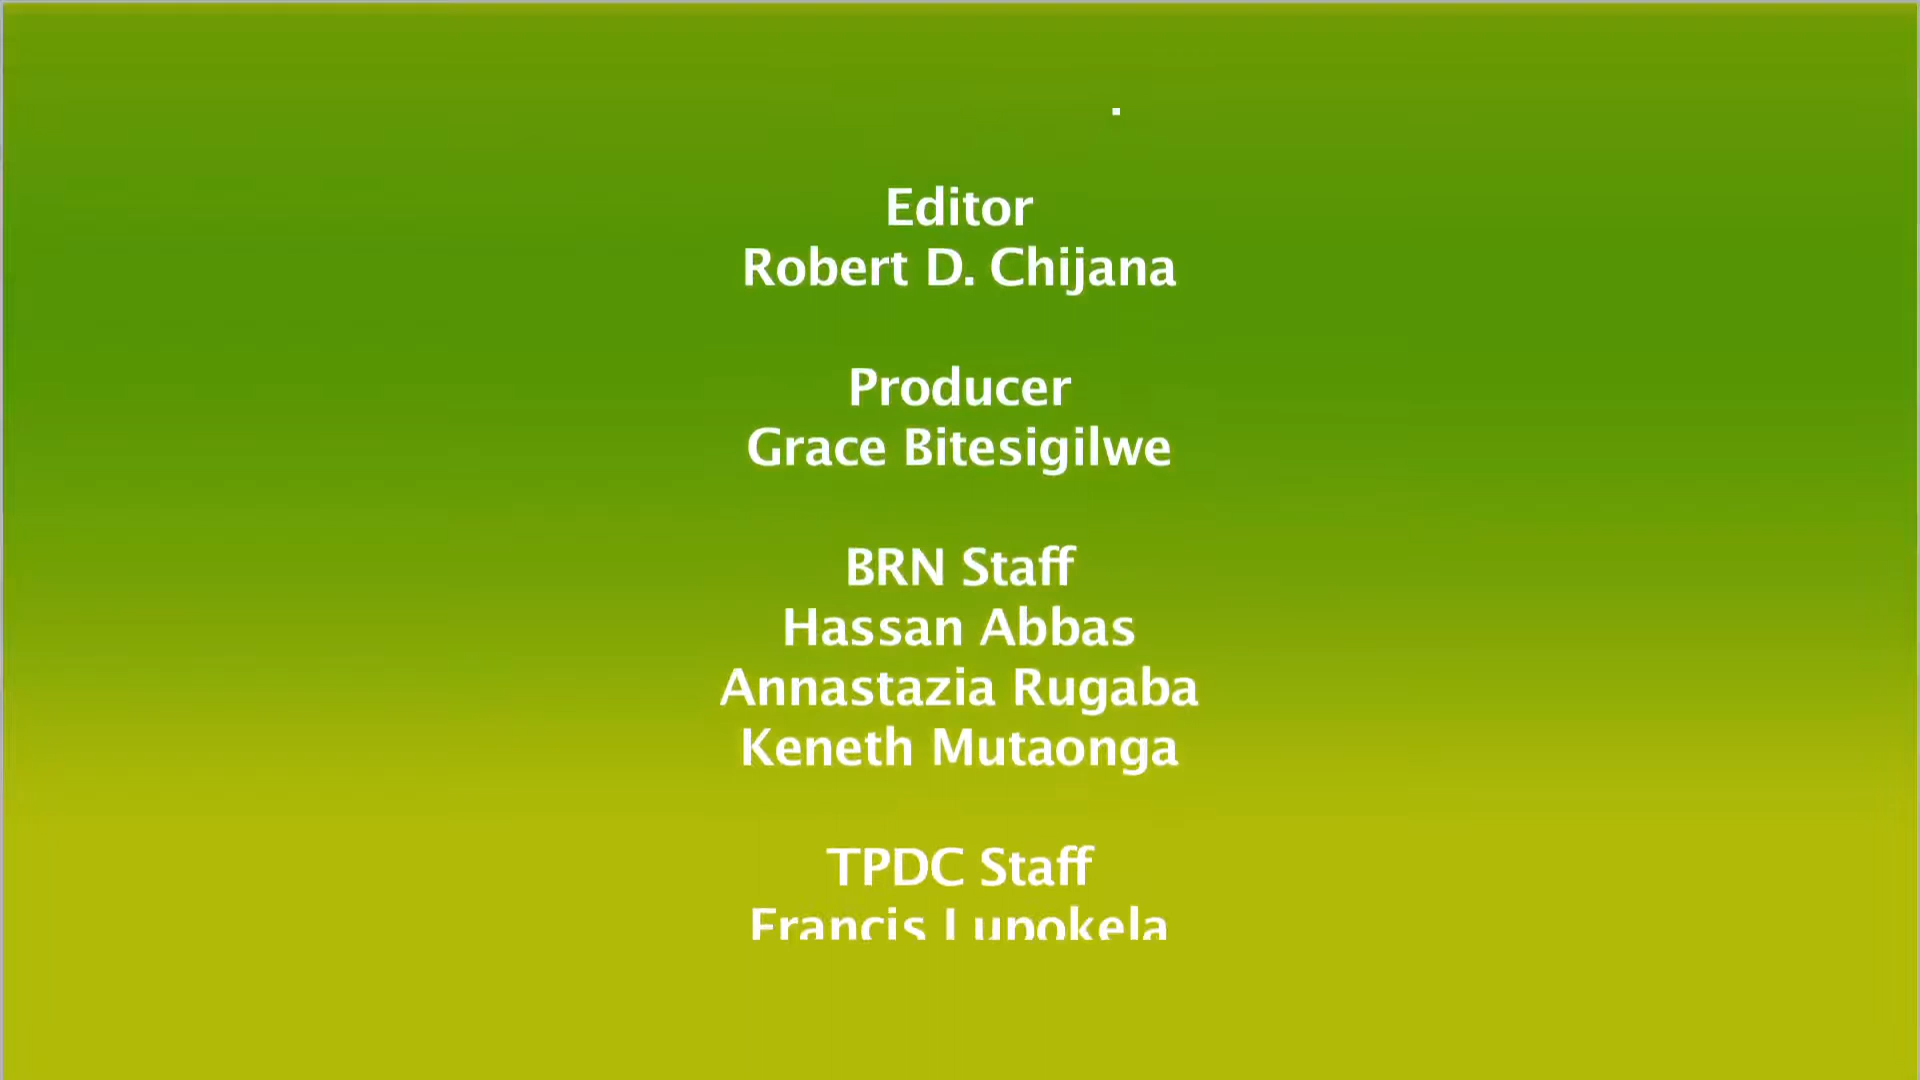 Editor
Robert D. Chijana
Producer
Grace Bitesigilwe
BRN Staff
Hassan Abbas
Annastazia Rugaba
Keneth Mutaonga
TPDC Staff
Francis Lupokela